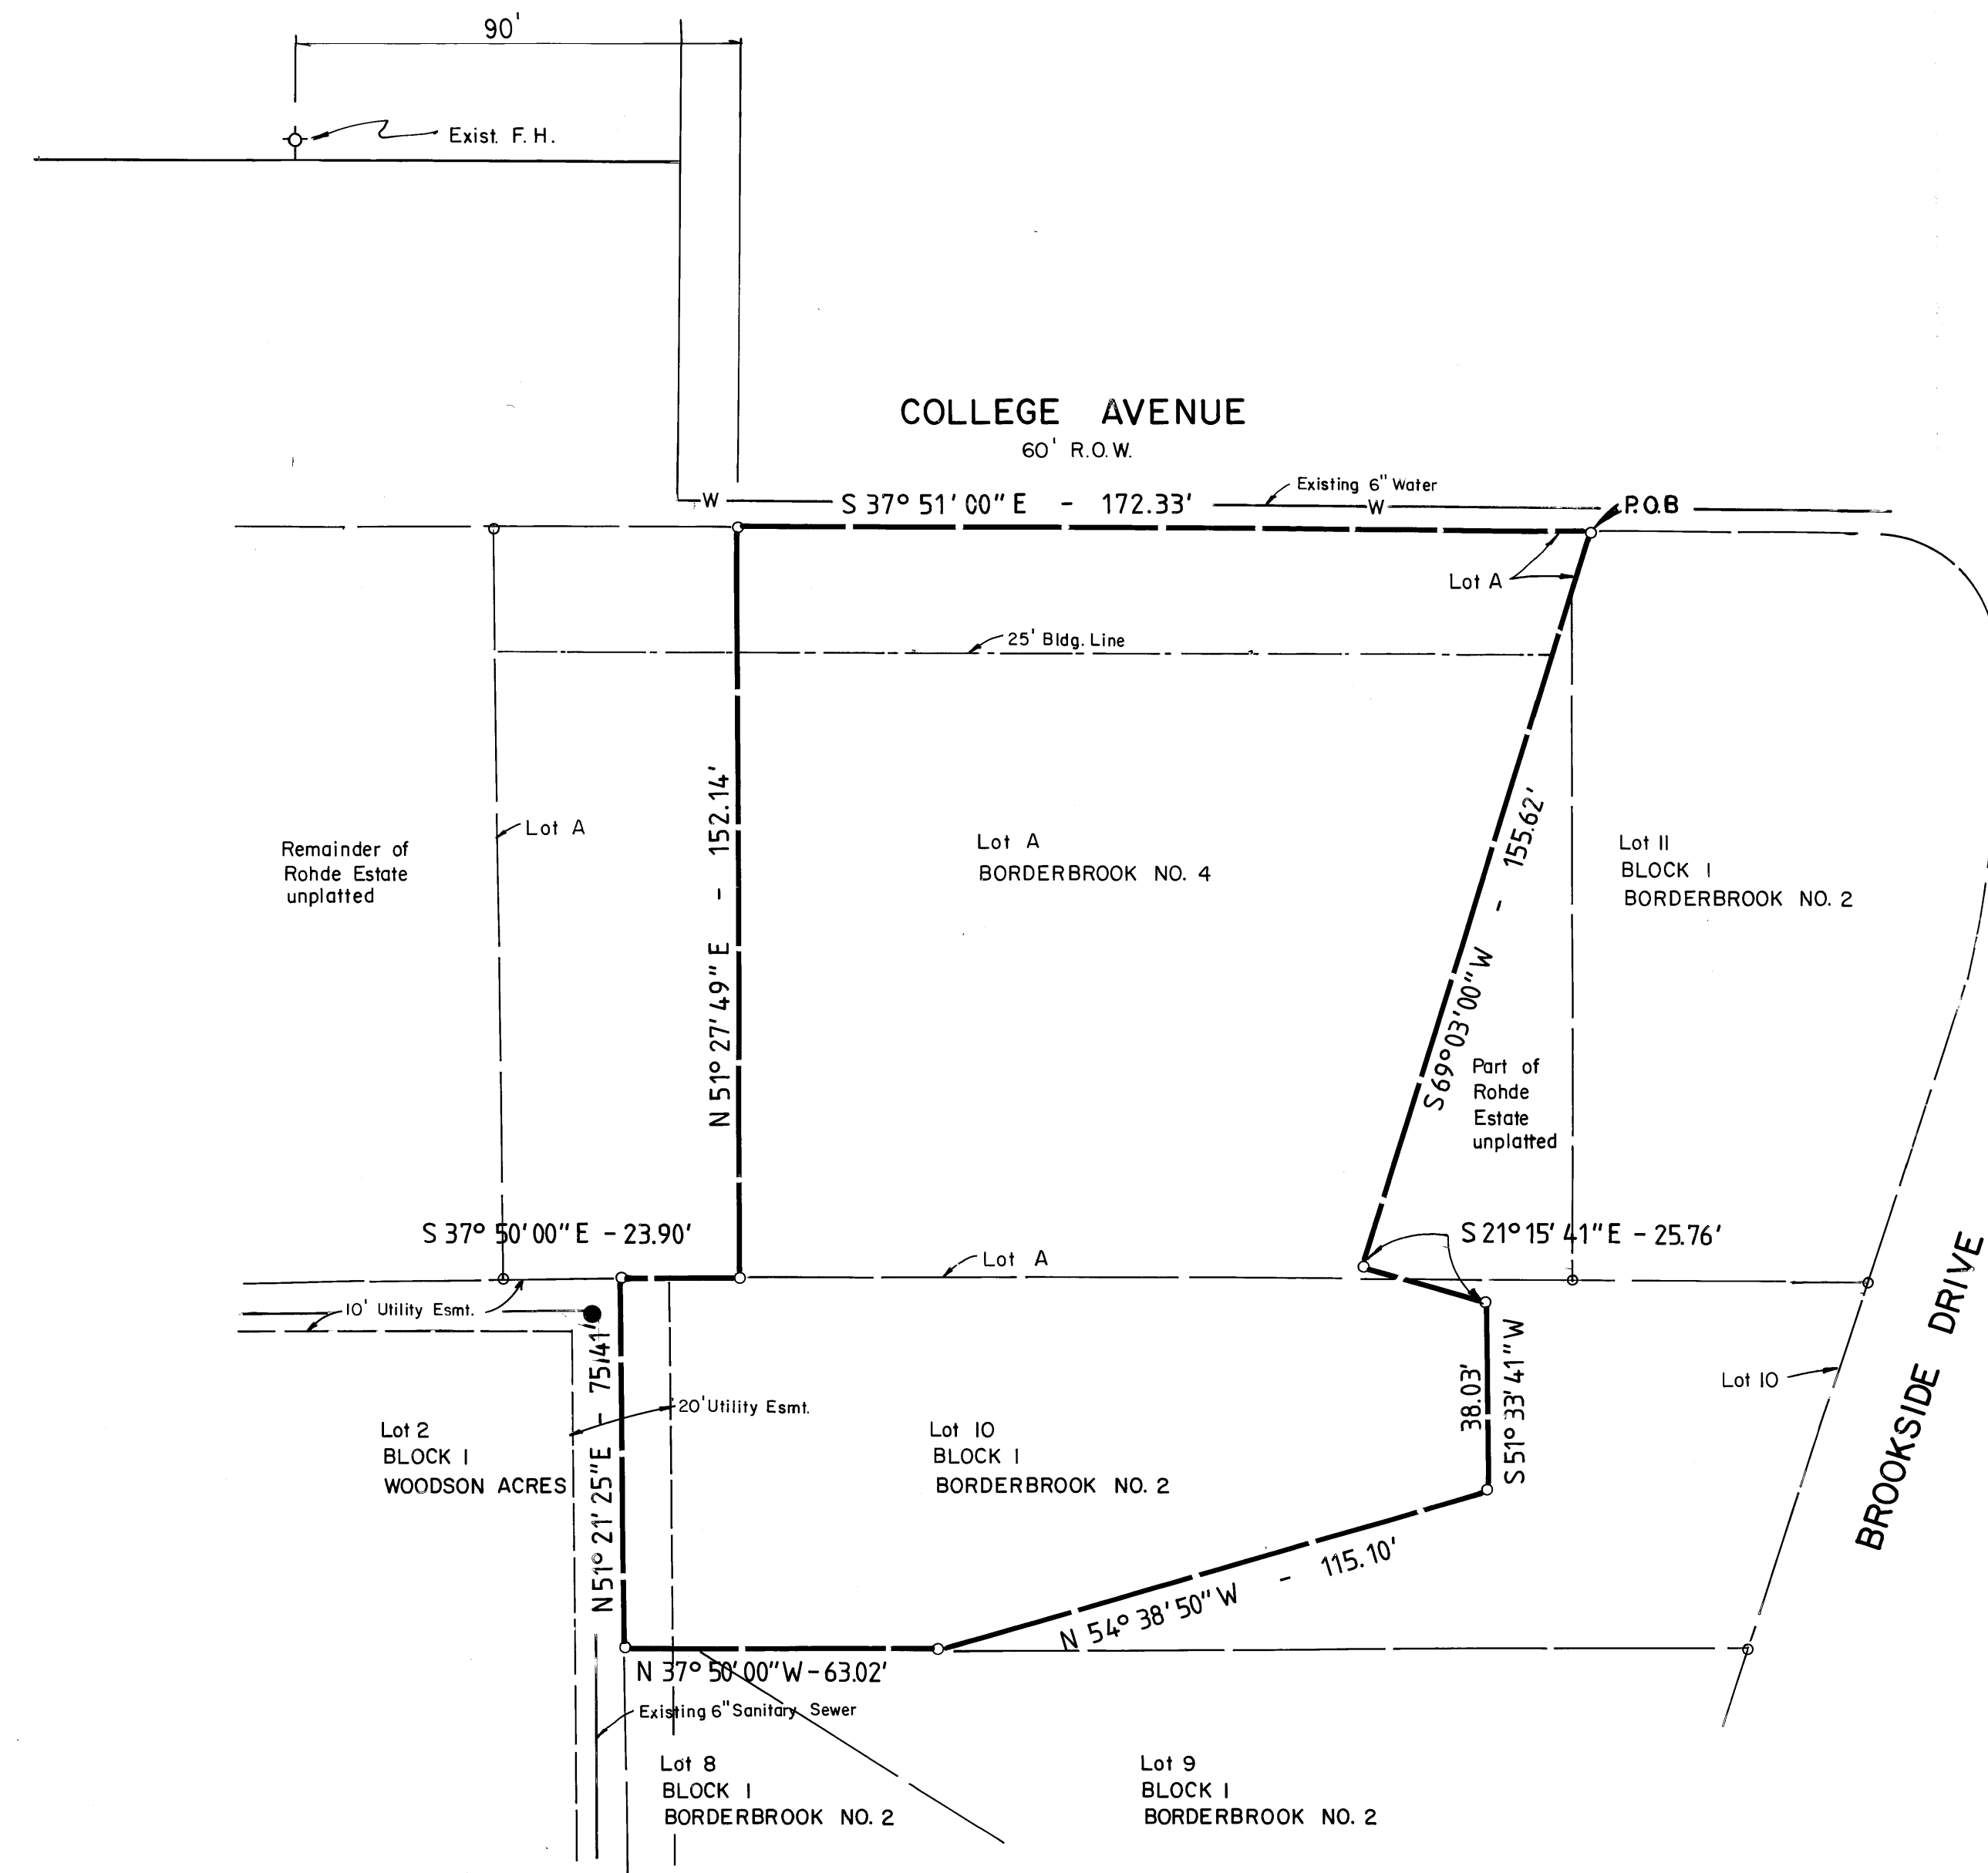 90'
Exist. F. H.
COLLEGE AVENUE
60' R.O.W.
Existing 6" Water
W
S 37° 51' 00" E - 172.33'
W
P.O.B
Lot A
25' Bldg. Line
N 51° 27' 49" E - 152.14'
S 69° 03' 00" W - 155.62'
Lot A
Remainder of
Rohde Estate
unplatted
Lot A
BORDERBROOK NO. 4
Lot 11
BLOCK 1
BORDERBROOK NO. 2
Part of
Rohde
Estate
unplatted
S 37° 50' 00" E - 23.90'
S 21° 15' 41" E - 25.76'
Lot A
10' Utility Esmt.
N 51° 21' 25" E - 75.41'
38.03'
S 51° 33' 41" W
Lot 10
BROOKSIDE DRIVE
20' Utility Esmt.
Lot 2
BLOCK 1
WOODSON ACRES
Lot 10
BLOCK 1
BORDERBROOK NO. 2
N 54° 38' 50" W - 115.10'
N 37° 50' 00" W - 63.02'
Existing 6" Sanitary Sewer
Lot 8
BLOCK 1
BORDERBROOK NO. 2
Lot 9
BLOCK 1
BORDERBROOK NO. 2